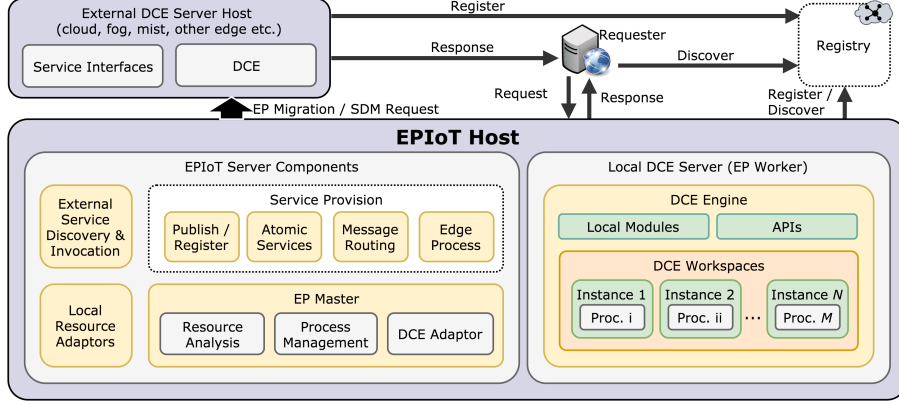 External DCE Server Host
(cloud, fog, mist, other edge etc.)
Service Interfaces
DCE
Register
Response
Requester
Discover
Registry
Request
Response
Register /
Discover
EP Migration / SDM Request
EPIoT Host
EPIoT Server Components
External
Service
Discovery &
Invocation
Service Provision
Publish /
Register
Atomic
Services
Message
Routing
Edge
Process
Local
Resource
Adaptors
EP Master
Resource
Analysis
Process
Management
DCE Adaptor
Local DCE Server (EP Worker)
DCE Engine
Local Modules
APIs
DCE Workspaces
Instance 1
Proc. i
Instance 2
Proc. ii
...
Instance N
Proc. M